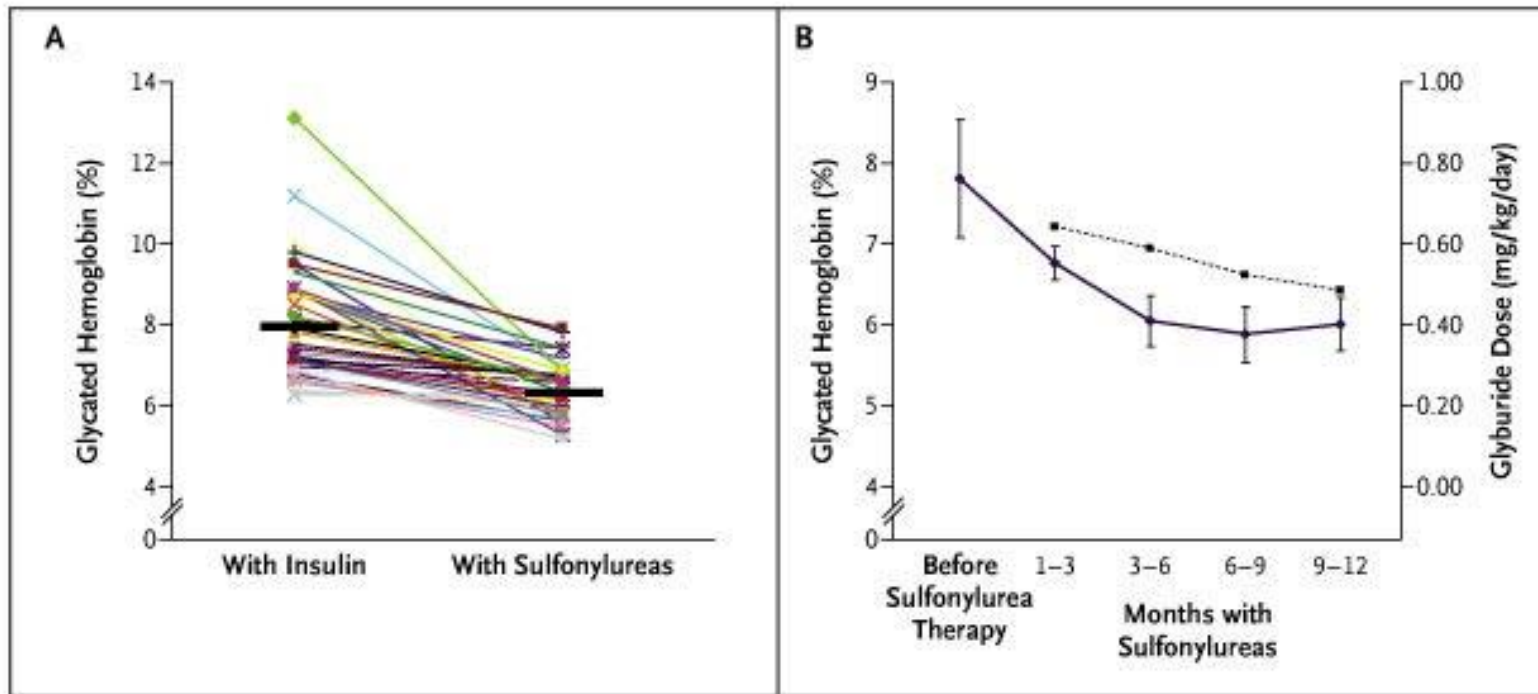 A
Glycated Hemoglobin (%)
14
12
10
8
6
4
0
With Insulin
With Sulfonylureas
B
Glycated Hemoglobin (%)
9
8
7
6
5
4
0
1.00
0.80
0.60
0.40
0.20
0.00
Glyburide Dose (mg/kg/day)
Before
Sulfonylurea
Therapy
1–3
3–6
6–9
9–12
Months with
Sulfonylureas